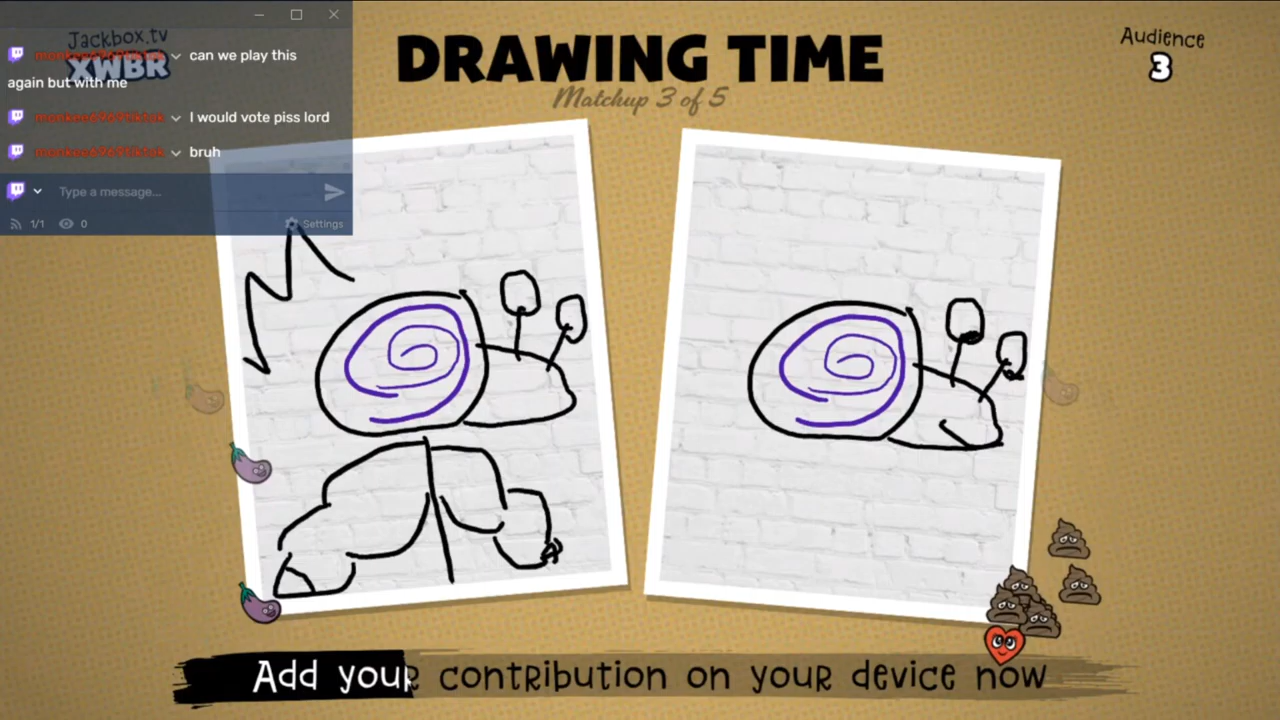 Jackbox.tv
XWBR
can we play this
again but with me
I would vote piss lord
bruh
Type a message...
1/1
0
Settings
DRAWING TIME
Matchup 3 of 5
Audience
3
Add your contribution on your device now